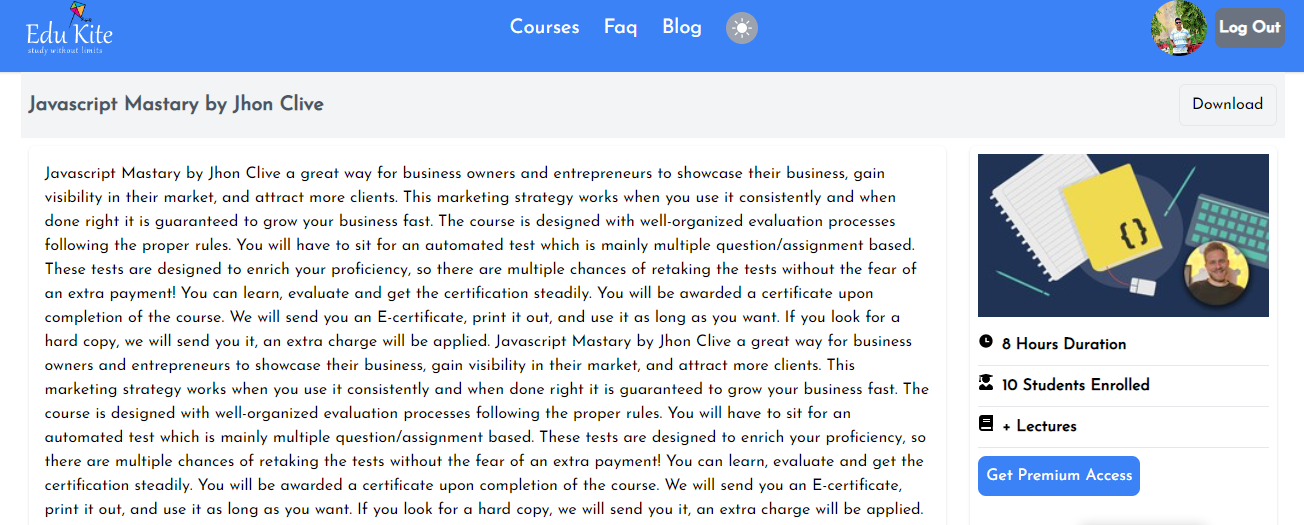 Edu Kite
study without limits
Courses Faq Blog
Log Out
Javascript Mastary by Jhon Clive
Download
Javascript Mastary by Jhon Clive a great way for business owners and entrepreneurs to showcase their business, gain
visibility in their market, and attract more clients. This marketing strategy works when you use it consistently and when
done right it is guaranteed to grow your business fast. The course is designed with well-organized evaluation processes
following the proper rules. You will have to sit for an automated test which is mainly multiple question/assignment based.
These tests are designed to enrich your proficiency, so there are multiple chances of retaking the tests without the fear of
an extra payment! You can learn, evaluate and get the certification steadily. You will be awarded a certificate upon
completion of the course. We will send you an E-certificate, print it out, and use it as long as you want. If you look for a
hard copy, we will send you it, an extra charge will be applied. Javascript Mastary by Jhon Clive a great way for business
owners and entrepreneurs to showcase their business, gain visibility in their market, and attract more clients. This
marketing strategy works when you use it consistently and when done right it is guaranteed to grow your business fast. The
course is designed with well-organized evaluation processes following the proper rules. You will have to sit for an
automated test which is mainly multiple question/assignment based. These tests are designed to enrich your proficiency, so
there are multiple chances of retaking the tests without the fear of an extra payment! You can learn, evaluate and get the
certification steadily. You will be awarded a certificate upon completion of the course. We will send you an E-certificate,
print it out, and use it as long as you want. If you look for a hard copy, we will send you it, an extra charge will be applied.
{}
8 Hours Duration
10 Students Enrolled
+ Lectures
Get Premium Access